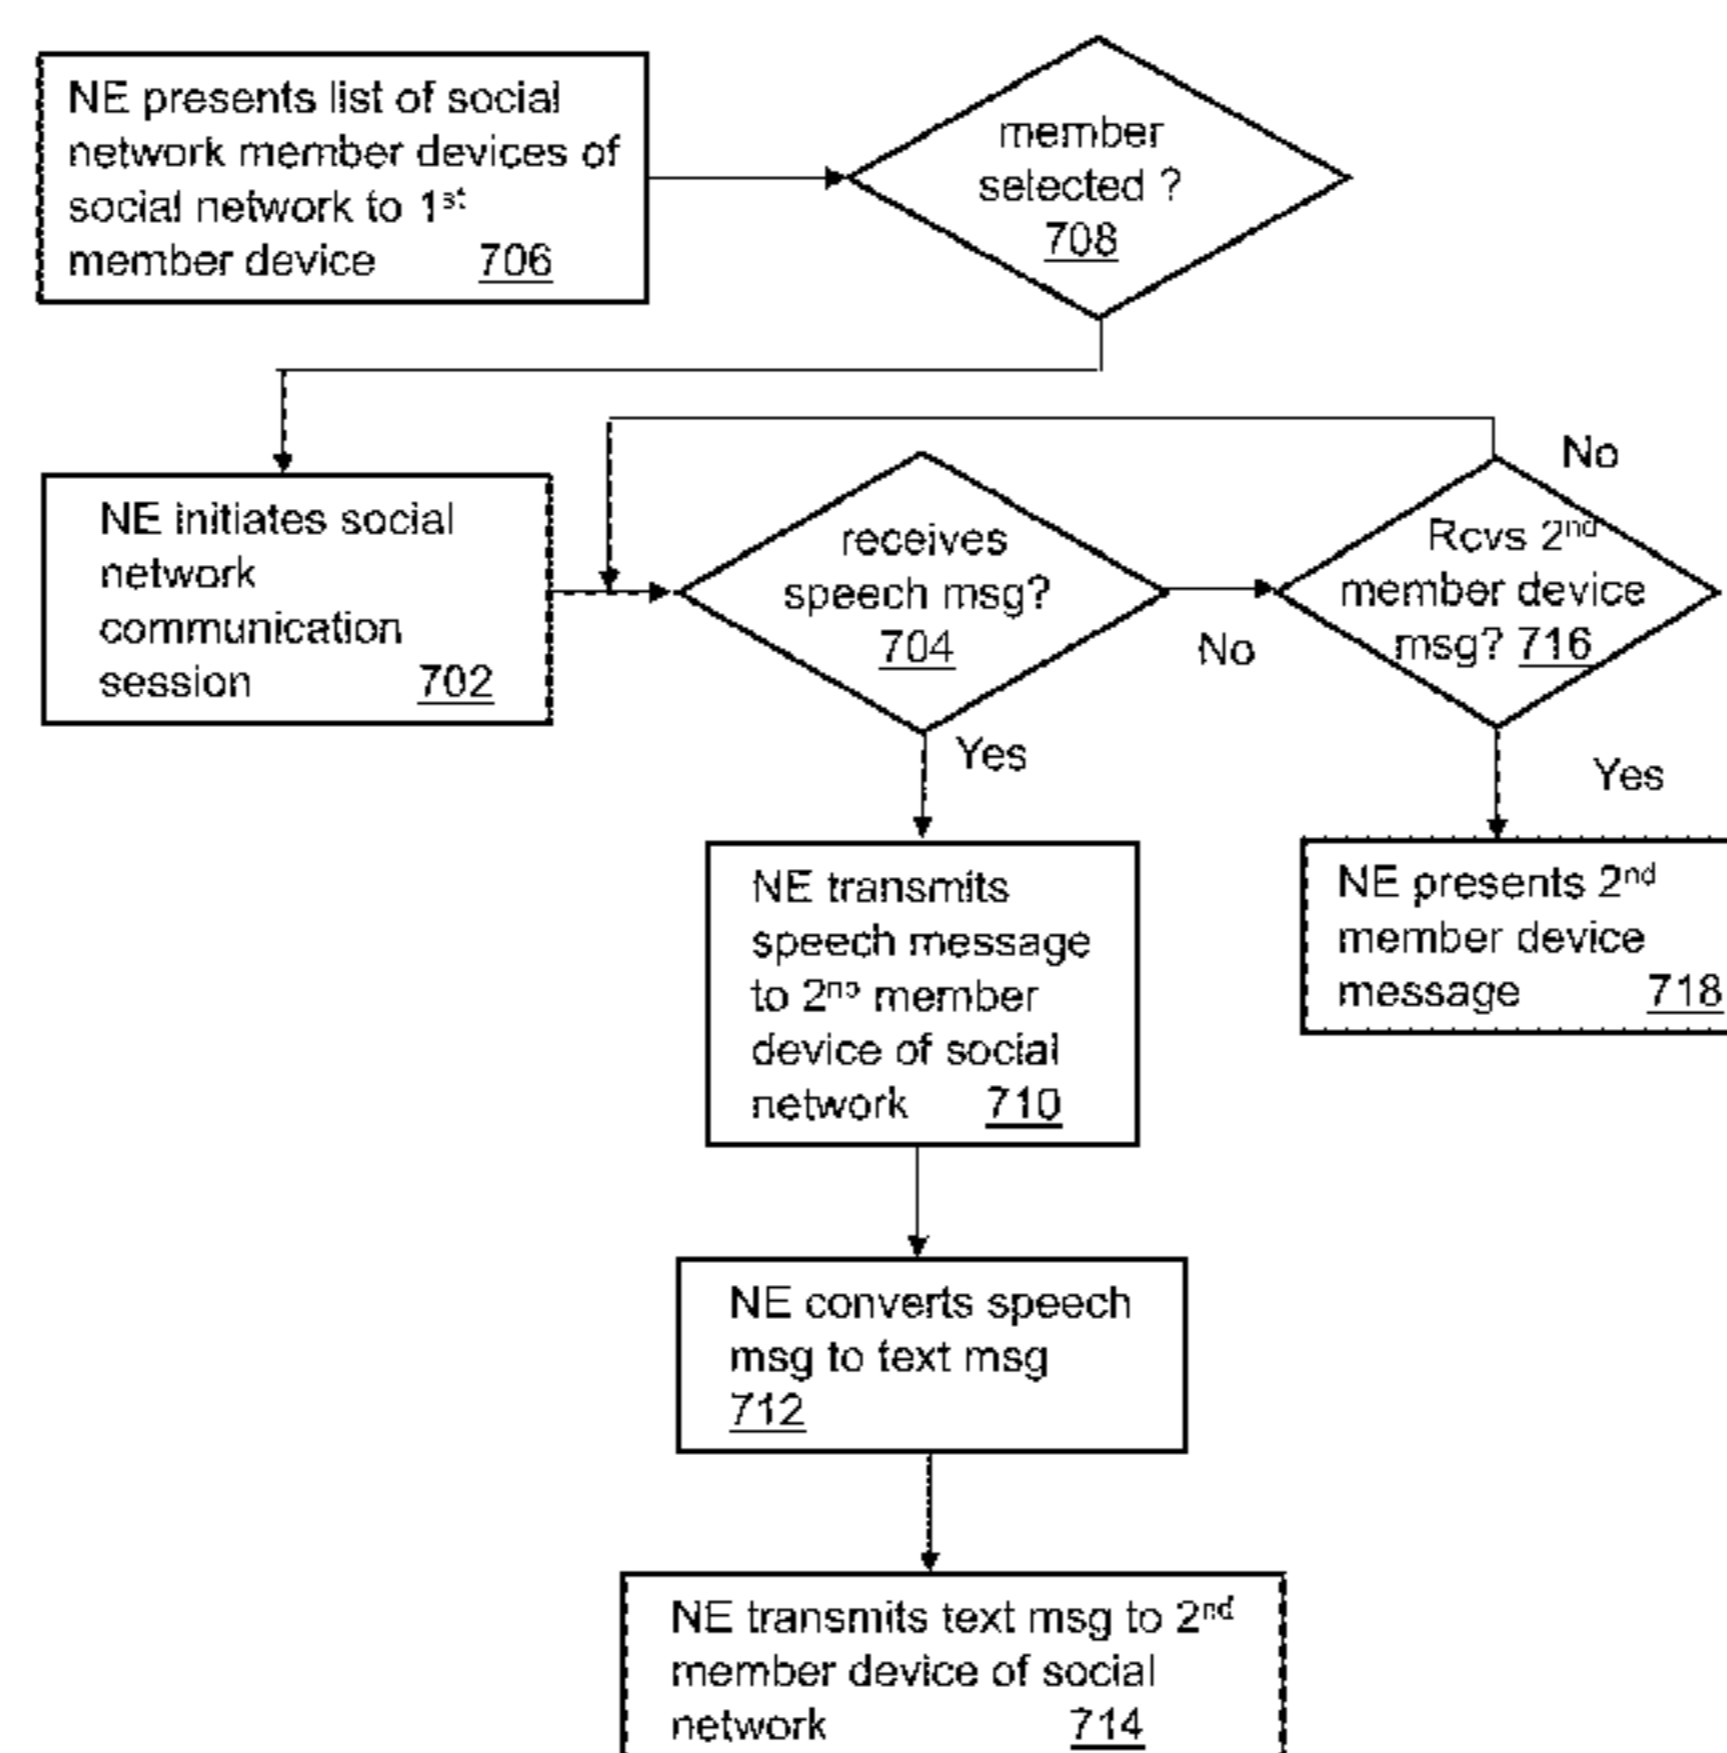 NE presents list of social
network member devices of
social network to 1st
member device 706
member
selected ?
708
NE initiates social
network
communication
session 702
receives
speech msg?
704
No
Yes
Rcvs 2nd
member device
msg? 716
No
Yes
NE transmits
speech message
to 2nd member
device of social
network 710
NE presents 2nd
member device
message 718
NE converts speech
msg to text msg
712
NE transmits text msg to 2nd
member device of social
network 714